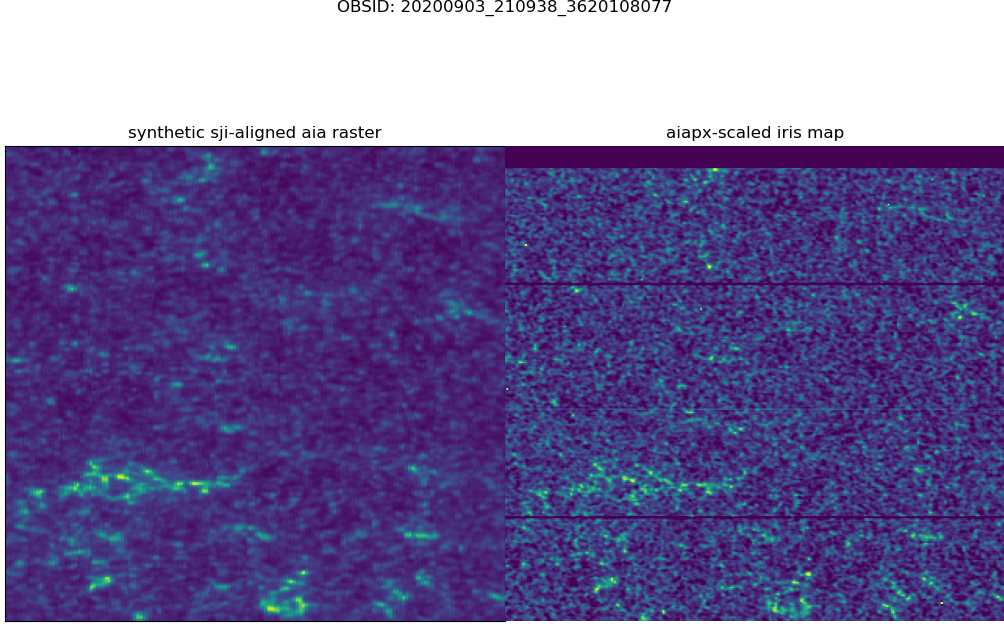 OBSID: 20200903_210938_3620108077
synthetic sji-aligned aia raster
aiapx-scaled iris map